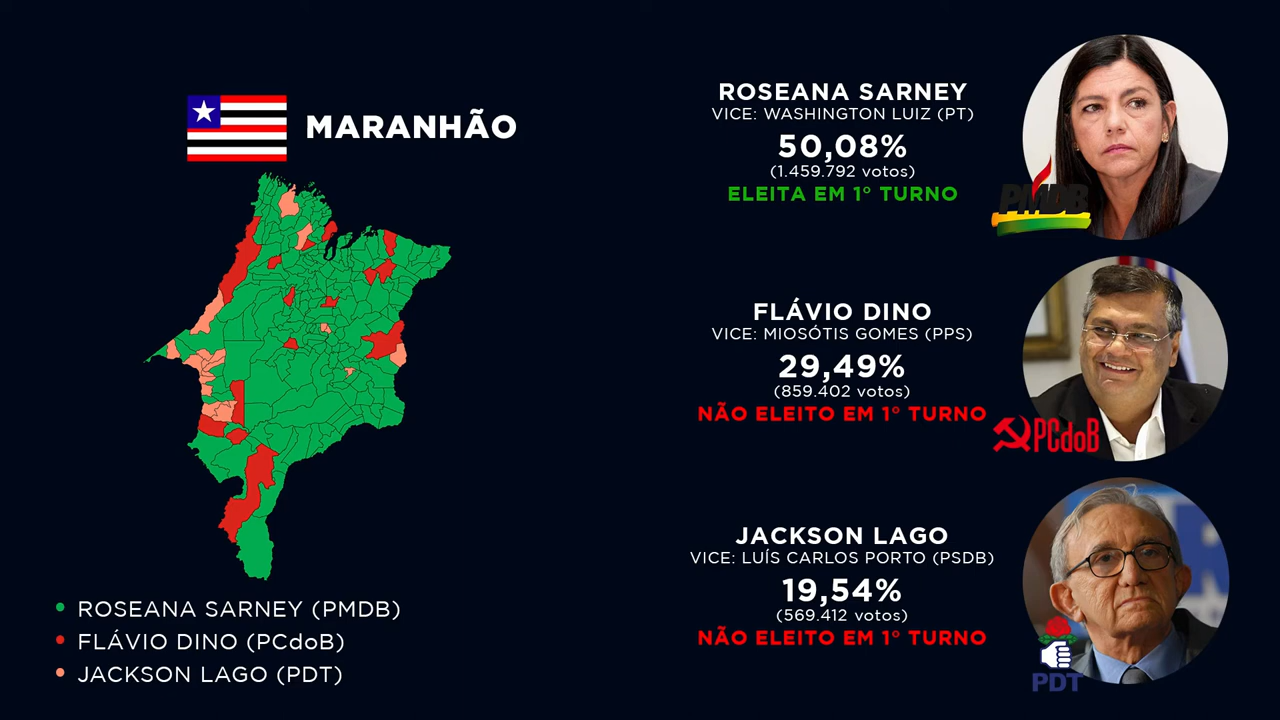 MARANHÃO
ROSEANA SARNEY (PMDB)
FLÁVIO DINO (PCdoB)
JACKSON LAGO (PDT)
ROSEANA SARNEY
VICE: WASHINGTON LUIZ (PT)
50,08%
(1.459.792 votos)
ELEITA EM 1° TURNO
PMDB
FLÁVIO DINO
VICE: MIOSÓTIS GOMES (PPS)
29,49%
(859.402 votos)
NÃO ELEITO EM 1° TURNO
PCdoB
JACKSON LAGO
VICE: LUÍS CARLOS PORTO (PSDB)
19,54%
(569.412 votos)
NÃO ELEITO EM 1° TURNO
PDT